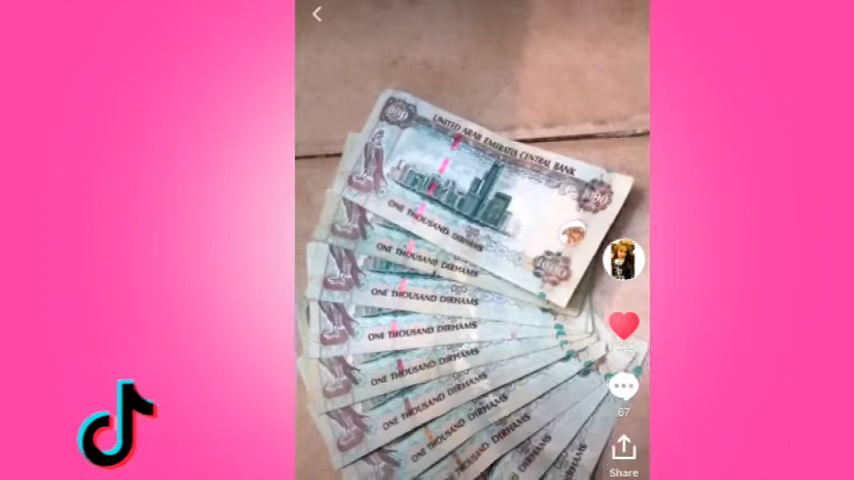 UNITED ARAB EMIRATES CENTRAL BANK
ONE THOUSAND DIRHAMS
ONE THOUSAND DIRHAMS
ONE THOUSAND DIRHAMS
ONE THOUSAND DIRHAMS
ONE THOUSAND DIRHAMS
ONE THOUSAND DIRHAMS
ONE THOUSAND DIRHAMS
THOUSAND DIRHAMS
DIRHAMS
67
Share